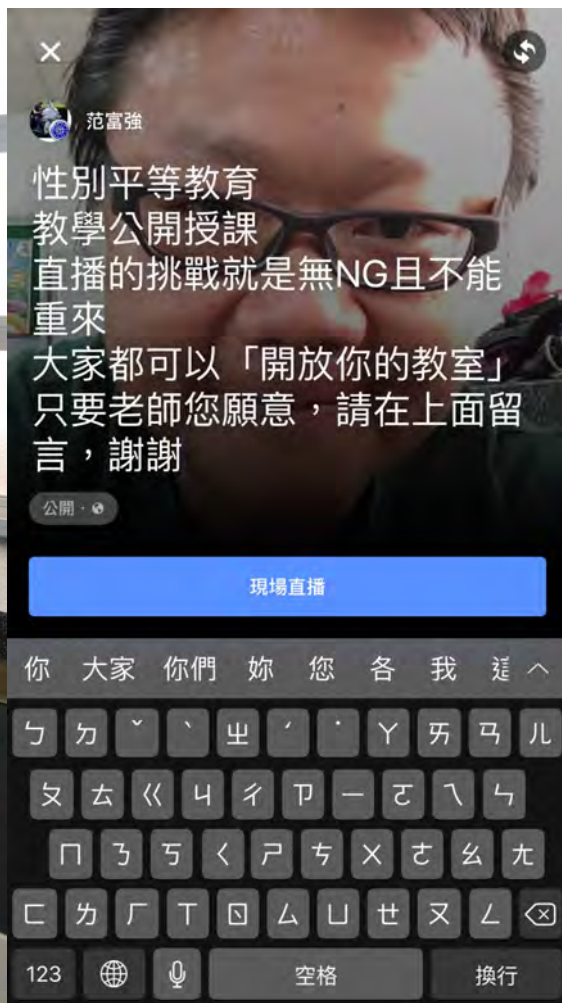 范富強
性別平等教育
教學公開授課
直播的挑戰就是無NG且不能
重來
大家都可以「開放你的教室」
只要老師您願意,請在上面留
言,謝謝
公開·
現場直播
你 大家 你們 妳 您 各 我 這
ㄅ ㄉ ˇ ˋ ㄓ ˊ ˙ ㄚ ㄞ ㄢ ㄦ
ㄆ ㄊ ㄍ ㄐ ㄔ ㄗ ㄧ ㄛ ㄟ ㄣ
ㄇ ㄋ ㄎ ㄑ ㄕ ㄘ ㄨ ㄜ ㄠ ㄤ
ㄈ ㄌ ㄏ ㄒ ㄖ ㄙ ㄩ ㄝ ㄡ ㄥ
123 空格 換行